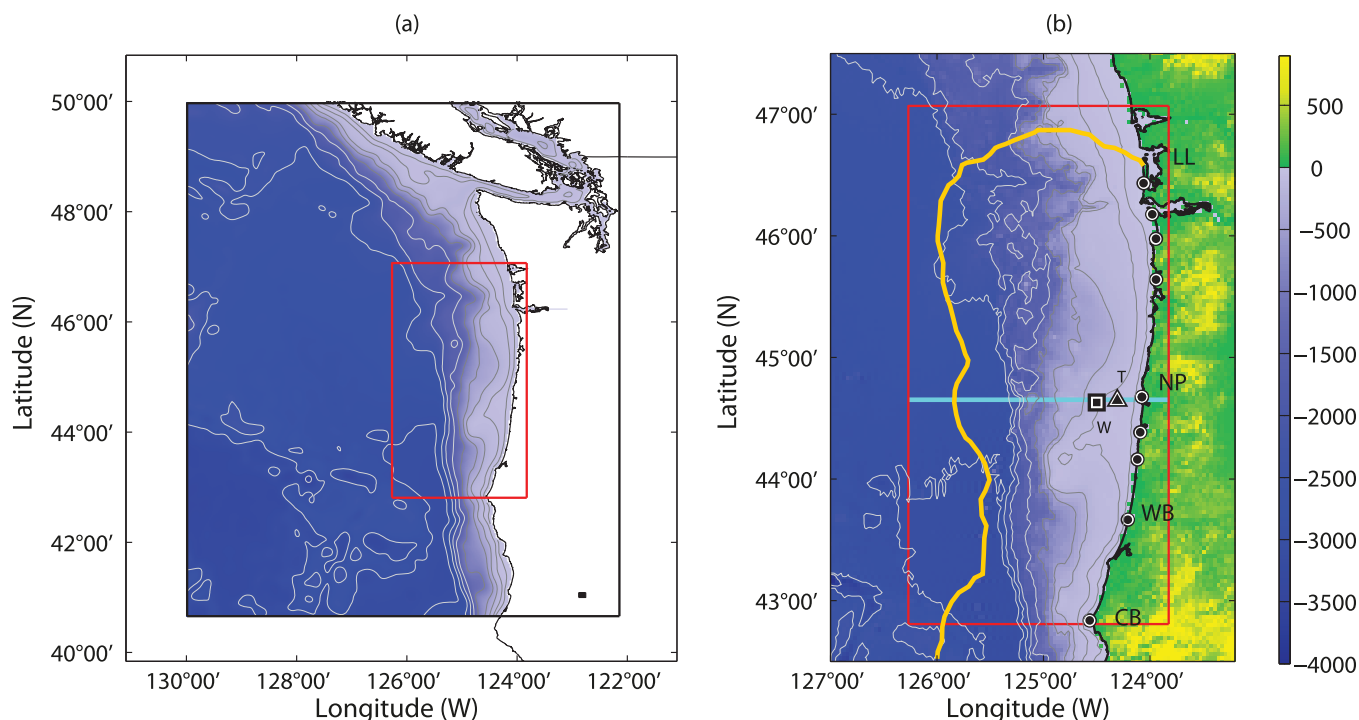 (a)
50°00′
48°00′
46°00′
44°00′
42°00′
40°00′
Latitude (N)
130°00′
128°00′
126°00′
124°00′
122°00′
Longitude (W)
(b)
47°00′
46°00′
45°00′
44°00′
43°00′
Latitude (N)
127°00′
126°00′
125°00′
124°00′
Longitude (W)
LL
T
NP
W
WB
CB
500
0
−500
−1000
−1500
−2000
−2500
−3000
−3500
−4000